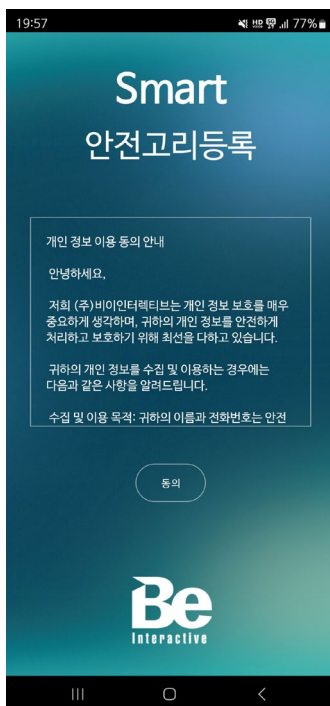 19:57
77%
Smart
안전고리등록
개인 정보 이용 동의 안내
안녕하세요,
저희 (주)비이인터렉티브는 개인 정보 보호를 매우
중요하게 생각하며, 귀하의 개인 정보를 안전하게
처리하고 보호하기 위해 최선을 다하고 있습니다.
귀하의 개인 정보를 수집 및 이용하는 경우에는
다음과 같은 사항을 알려드립니다.
수집 및 이용 목적: 귀하의 이름과 전화번호는 안전
동의
Be
Interactive